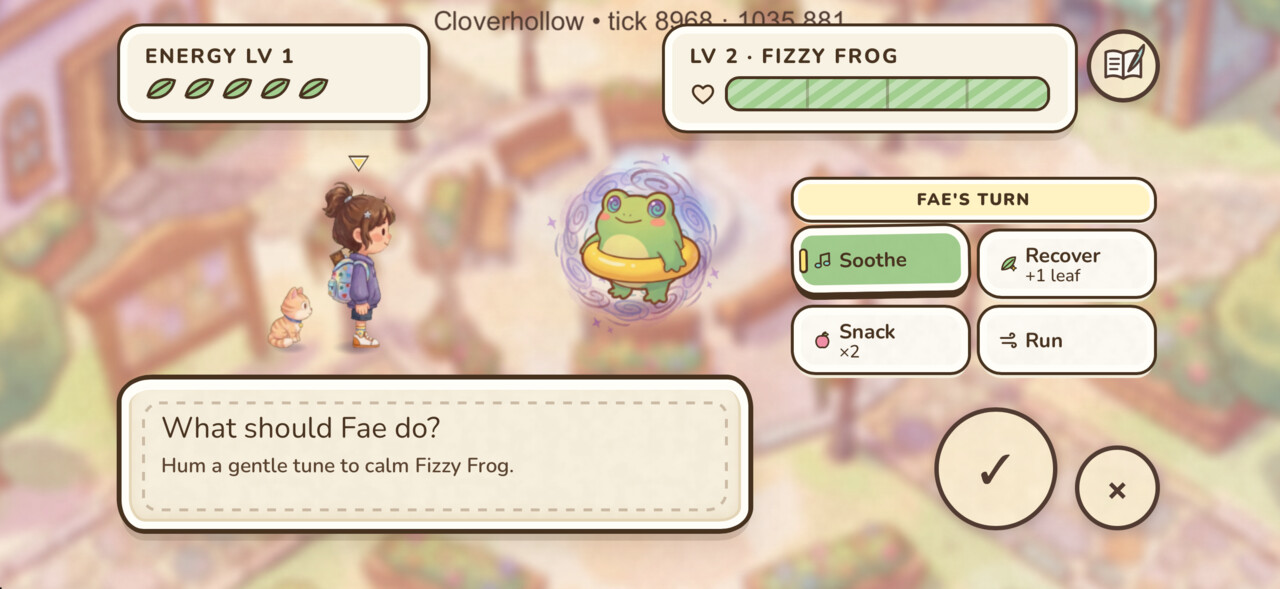 Cloverhollow • tick 8968 : 1035,881
ENERGY LV 1
LV 2 · FIZZY FROG
FAE'S TURN
Soothe
Recover
+1 leaf
Snack
×2
Run
What should Fae do?
Hum a gentle tune to calm Fizzy Frog.
✓
×